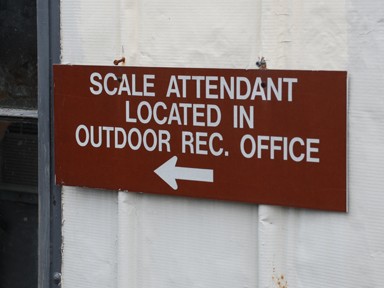 SCALE ATTENDANT
LOCATED IN
OUTDOOR REC. OFFICE